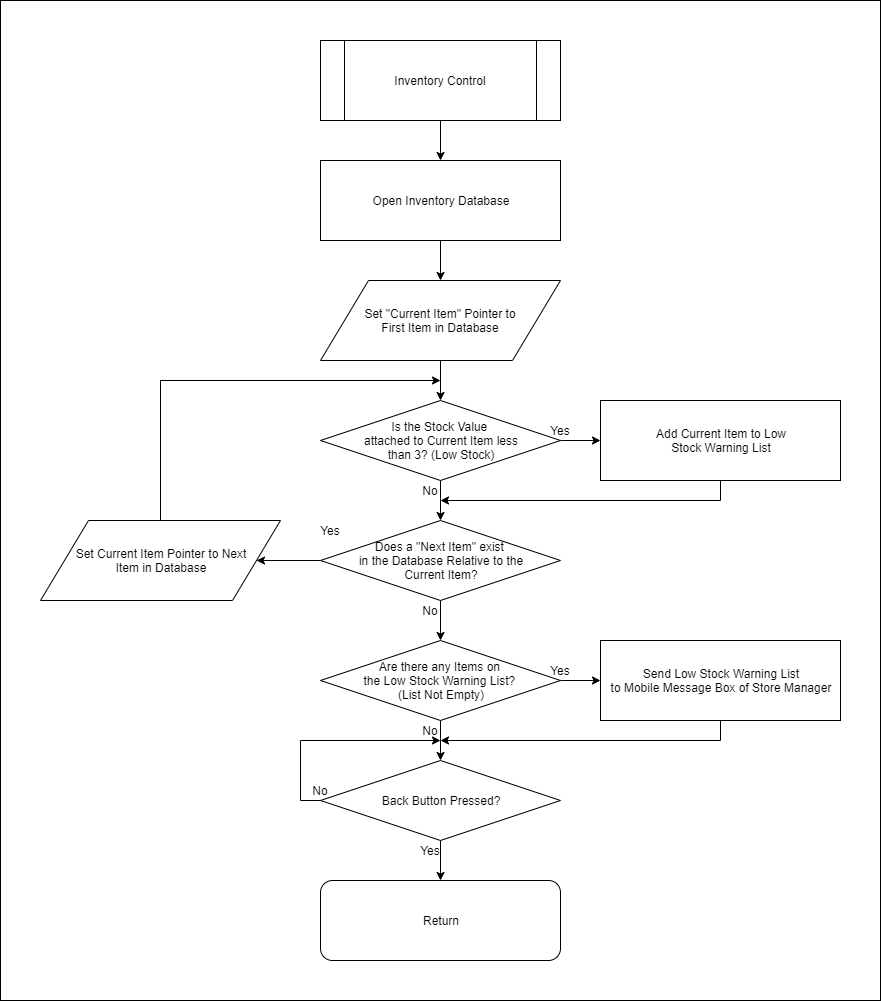 Inventory Control
Open Inventory Database
Set "Current Item" Pointer to
First Item in Database
Is the Stock Value
attached to Current Item less
than 3? (Low Stock)
Yes
Add Current Item to Low
Stock Warning List
No
Yes
Set Current Item Pointer to Next
Item in Database
Does a "Next Item" exist
in the Database Relative to the
Current Item?
No
Are there any Items on
the Low Stock Warning List?
(List Not Empty)
Yes
Send Low Stock Warning List
to Mobile Message Box of Store Manager
No
No
Back Button Pressed?
Yes
Return